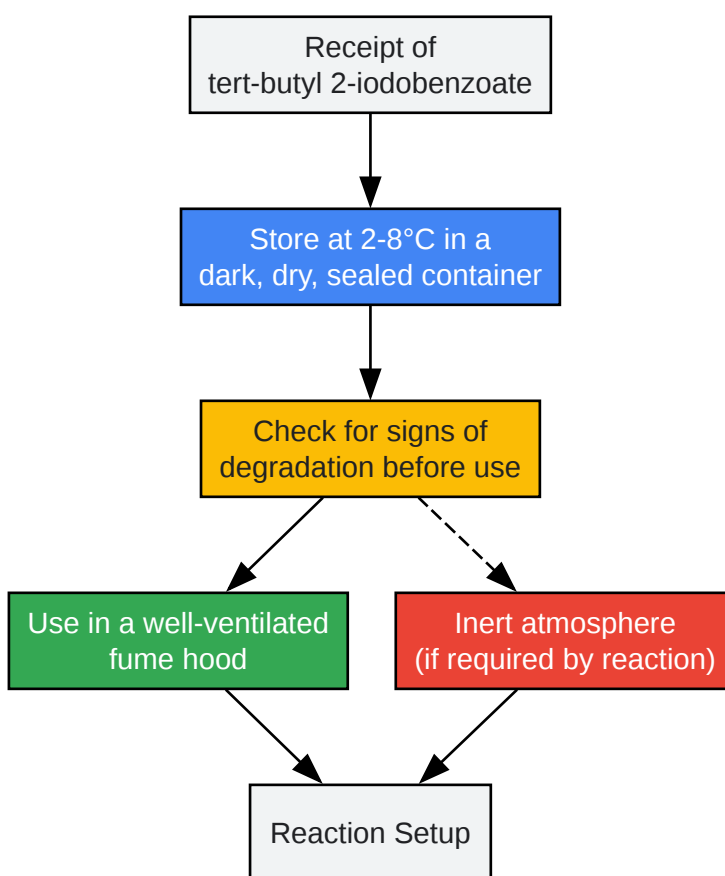 Receipt of
tert-butyl 2-iodobenzoate
Store at 2-8°C in a
dark, dry, sealed container
Check for signs of
degradation before use
Use in a well-ventilated
fume hood
Inert atmosphere
(if required by reaction)
Reaction Setup